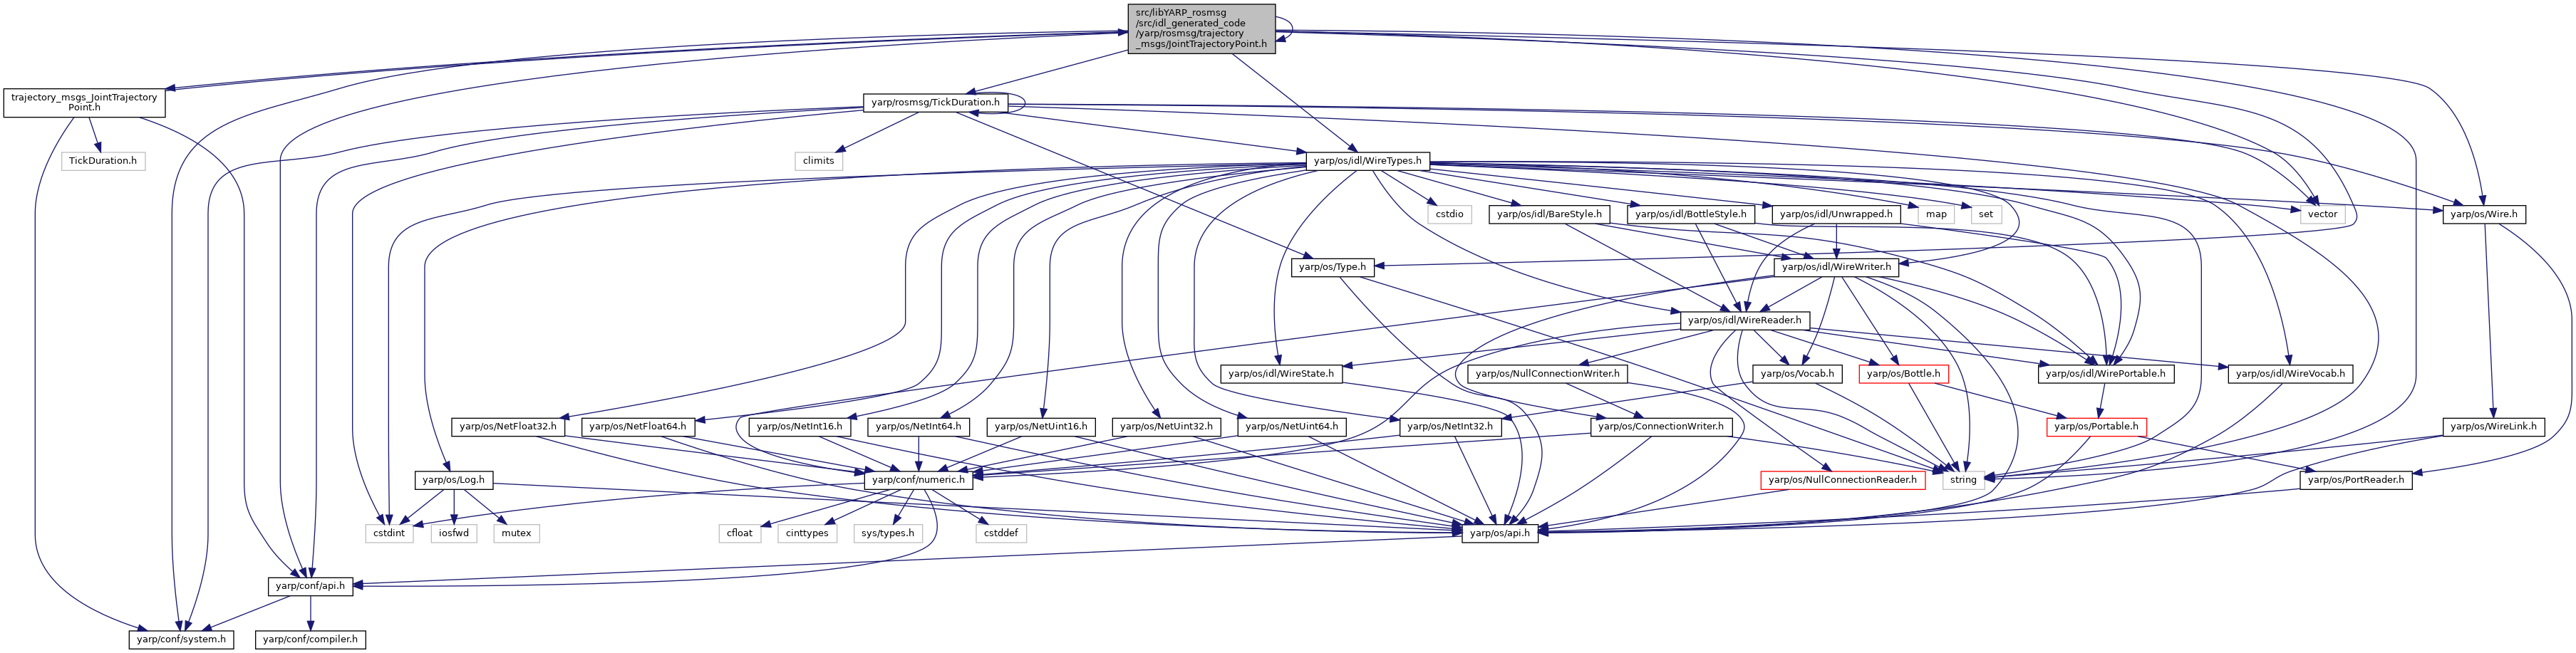 src/libYARP_rosmsg
/src/idl_generated_code
/yarp/rosmsg/trajectory
_msgs/JointTrajectoryPoint.h
trajectory_msgs_JointTrajectory
Point.h
yarp/rosmsg/TickDuration.h
TickDuration.h
climits
yarp/os/idl/WireTypes.h
cstdio
yarp/os/idl/BareStyle.h
yarp/os/idl/BottleStyle.h
yarp/os/idl/Unwrapped.h
map
set
vector
yarp/os/Wire.h
yarp/os/Type.h
yarp/os/idl/WireWriter.h
yarp/os/idl/WireReader.h
yarp/os/idl/WireState.h
yarp/os/NullConnectionWriter.h
yarp/os/Vocab.h
yarp/os/Bottle.h
yarp/os/idl/WirePortable.h
yarp/os/idl/WireVocab.h
yarp/os/NetFloat32.h
yarp/os/NetFloat64.h
yarp/os/NetInt16.h
yarp/os/NetInt64.h
yarp/os/NetUint16.h
yarp/os/NetUint32.h
yarp/os/NetUint64.h
yarp/os/NetInt32.h
yarp/os/ConnectionWriter.h
yarp/os/Portable.h
yarp/os/WireLink.h
yarp/os/Log.h
yarp/conf/numeric.h
yarp/os/NullConnectionReader.h
string
yarp/os/PortReader.h
cstdint
iosfwd
mutex
cfloat
cinttypes
sys/types.h
cstddef
yarp/os/api.h
yarp/conf/api.h
yarp/conf/system.h
yarp/conf/compiler.h